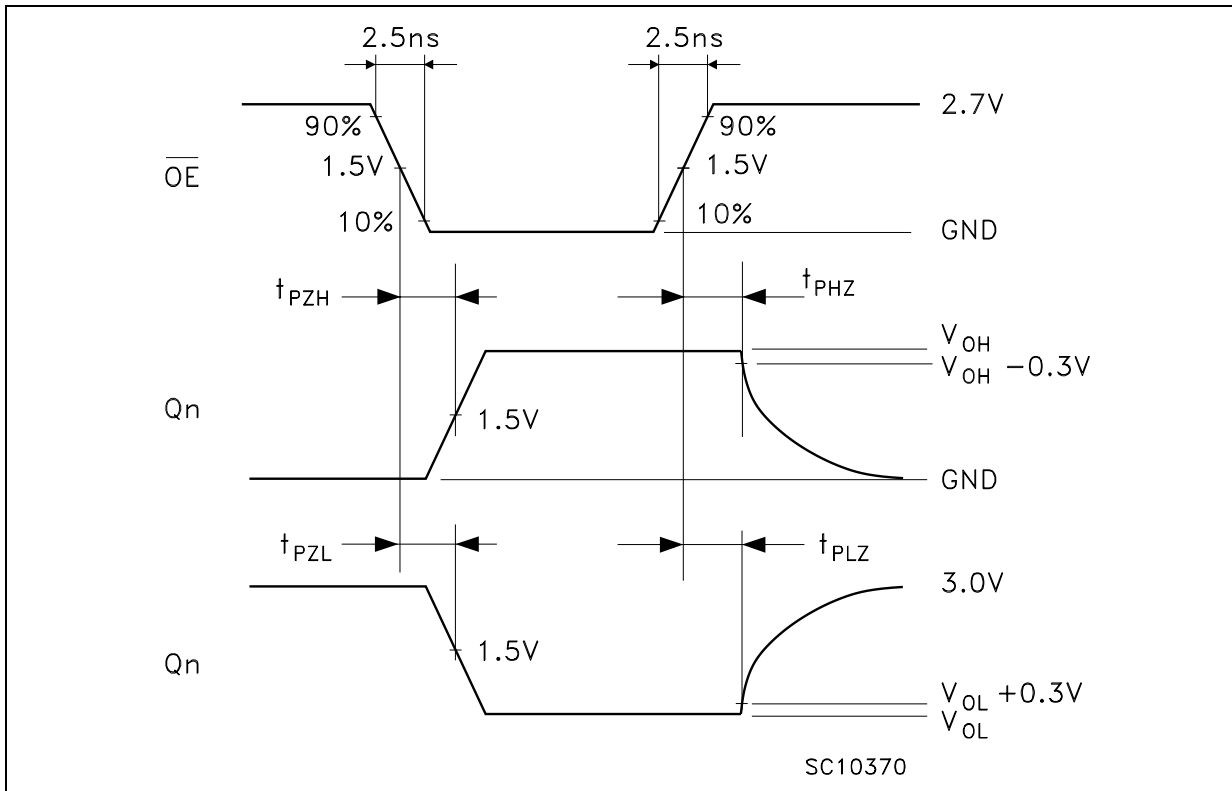 2.5ns 2.5ns
2.7V
90% 90%
OE 1.5V 1.5V
10% 10%
GND
tPZH tPHZ
VOH
VOH −0.3V
Qn 1.5V
GND
tPZL tPLZ
3.0V
Qn 1.5V
VOL +0.3V
VOL
SC10370